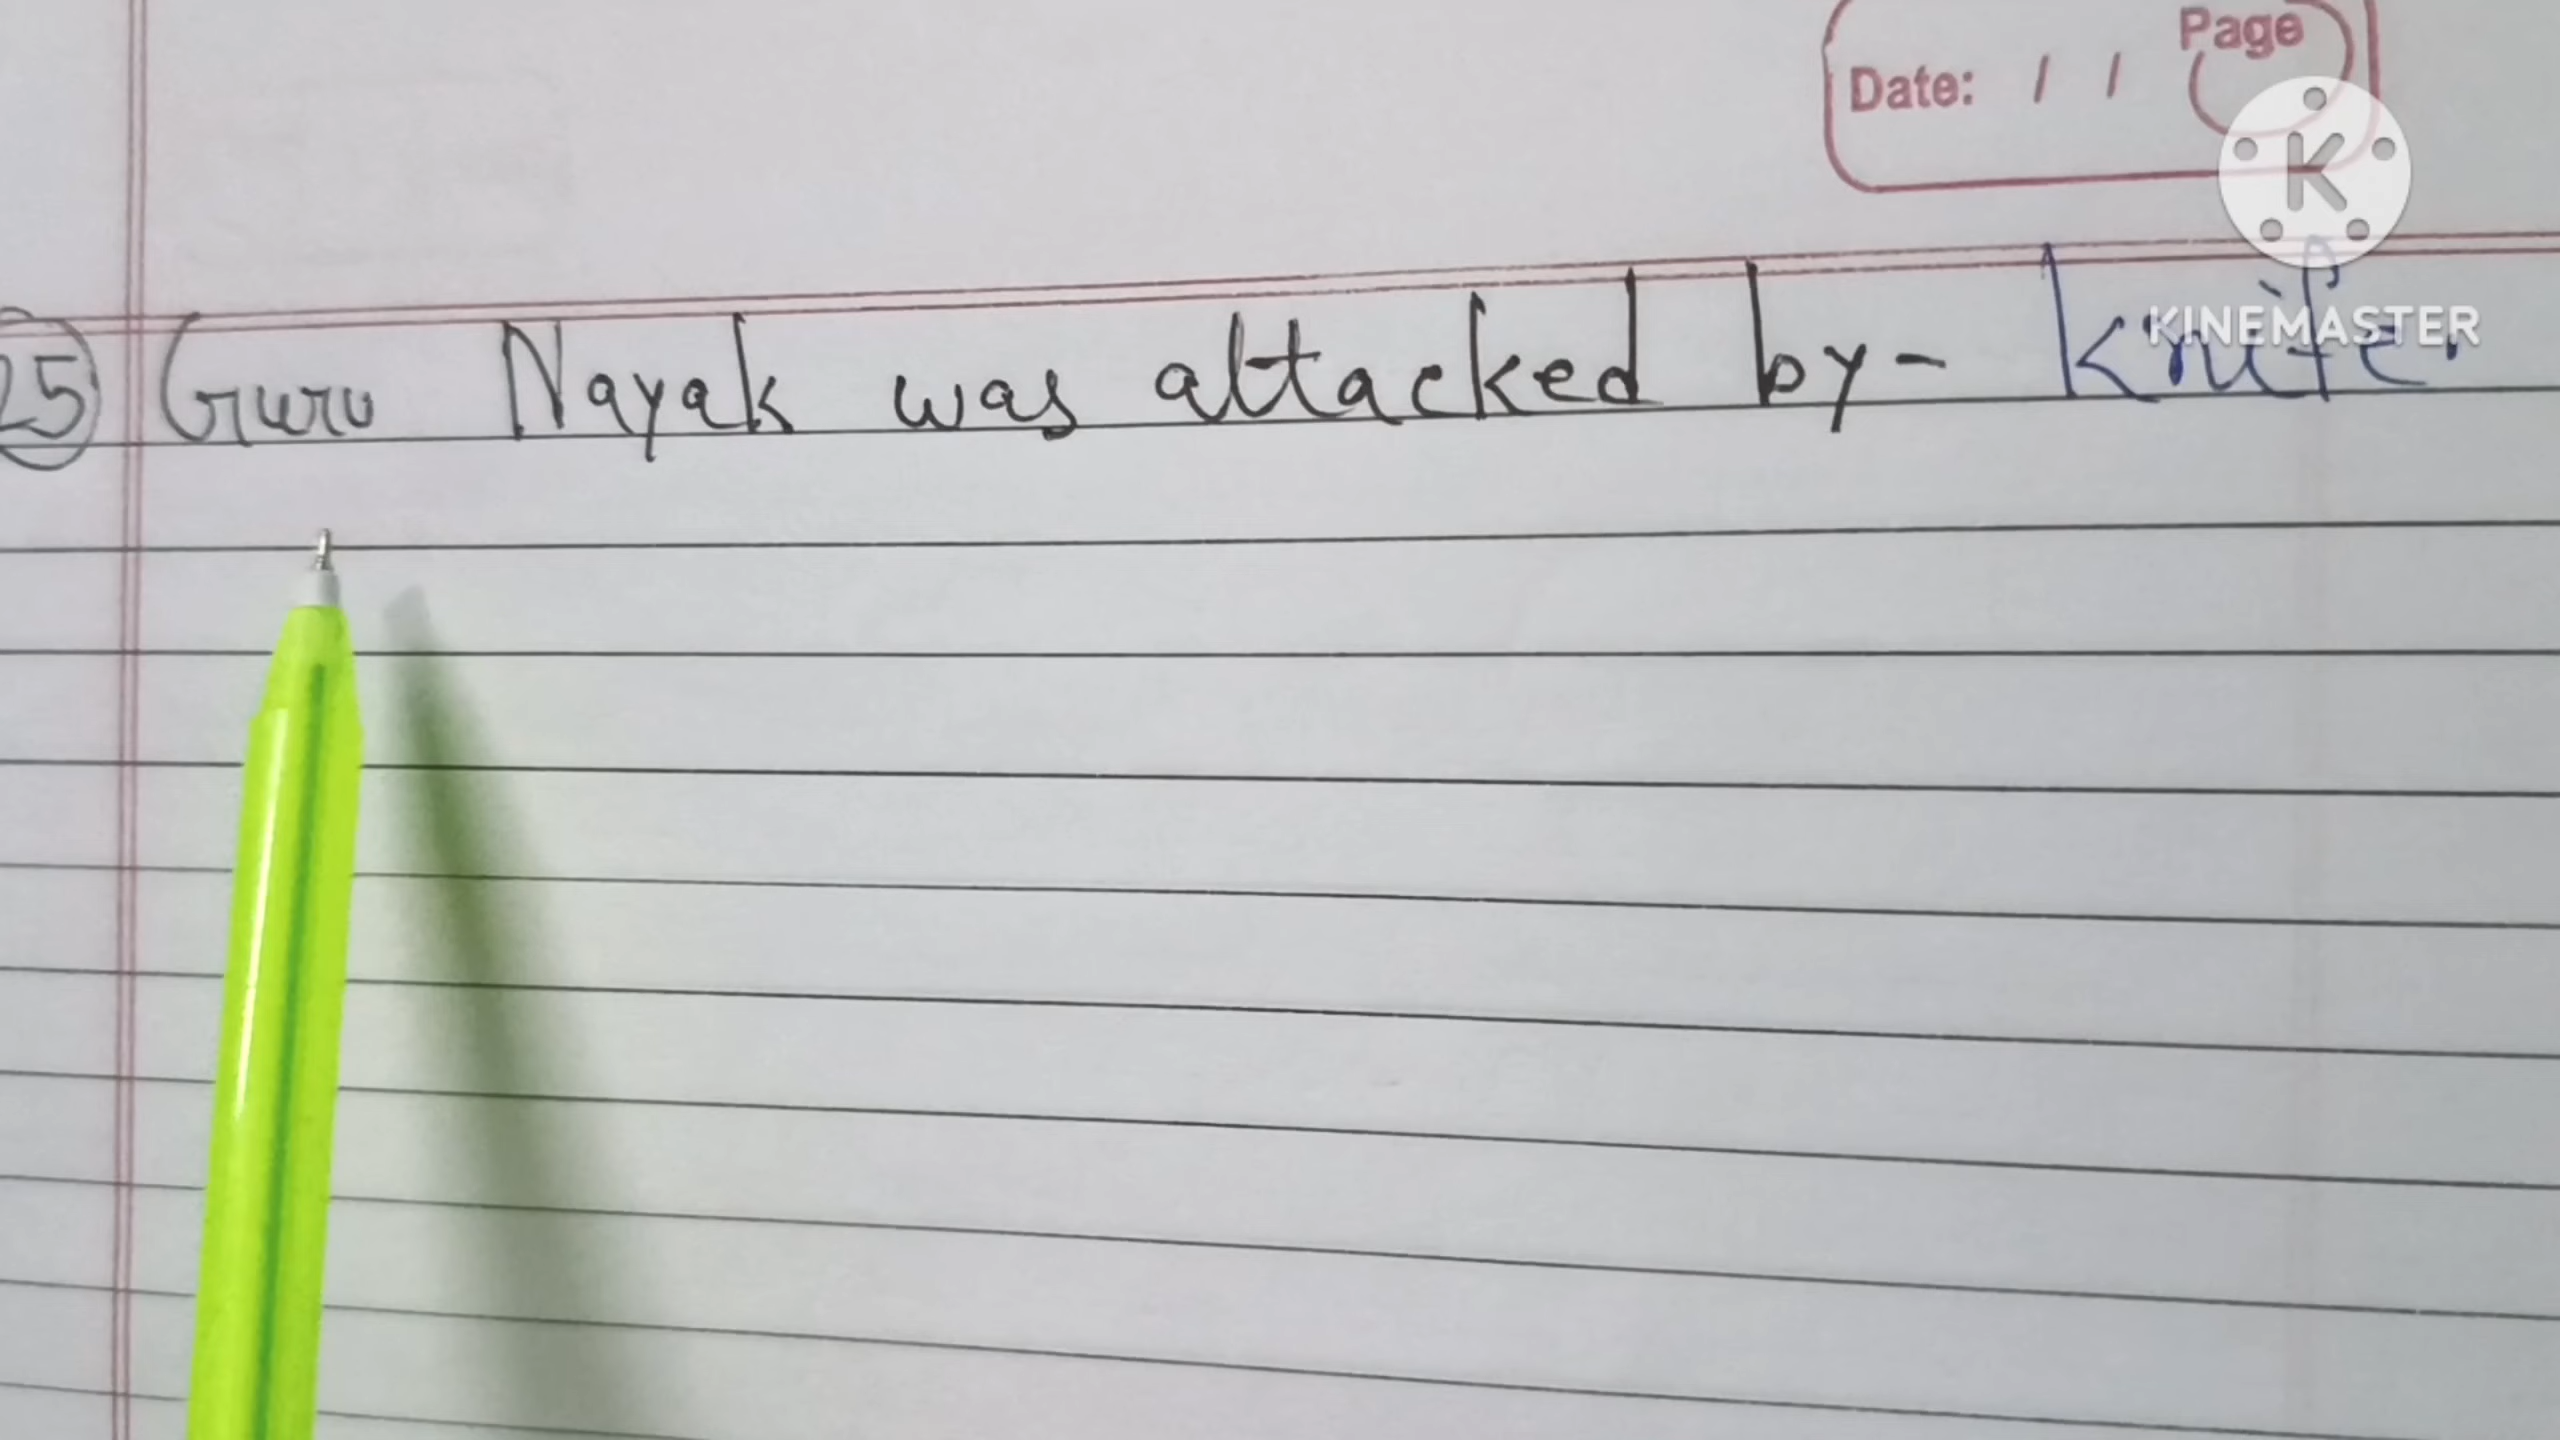 Page
Date: / /
K
KINEMASTER
25 Guru Nayak was attacked by - knife.